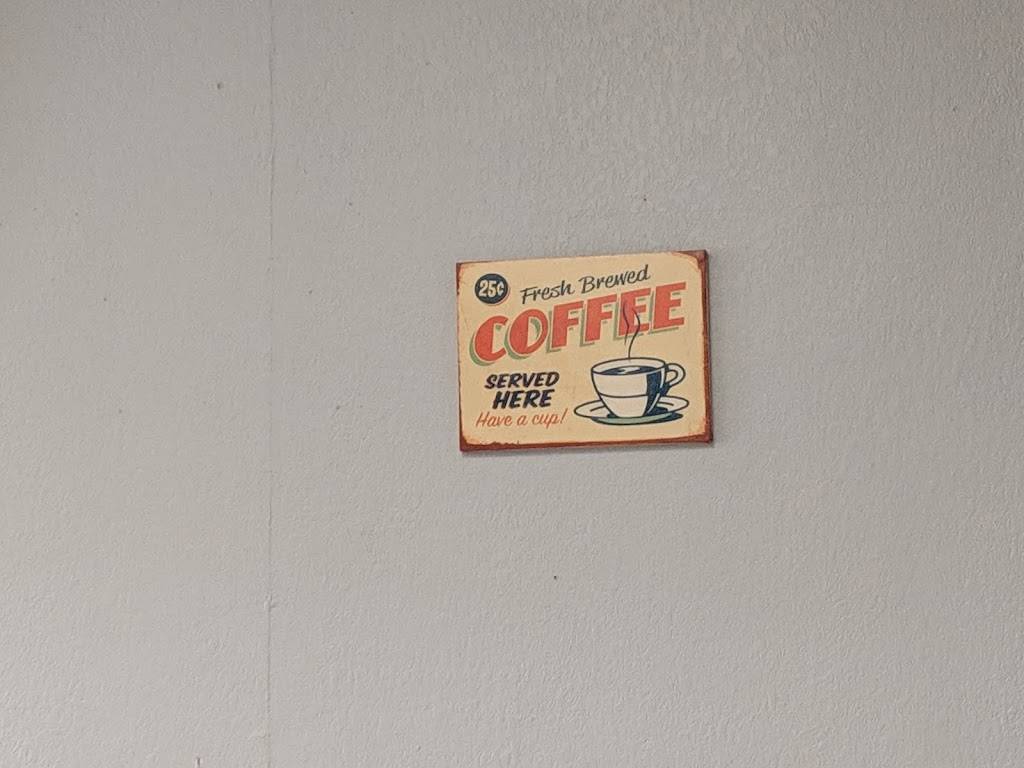 25¢
Fresh Brewed
COFFEE
SERVED
HERE
Have a cup!